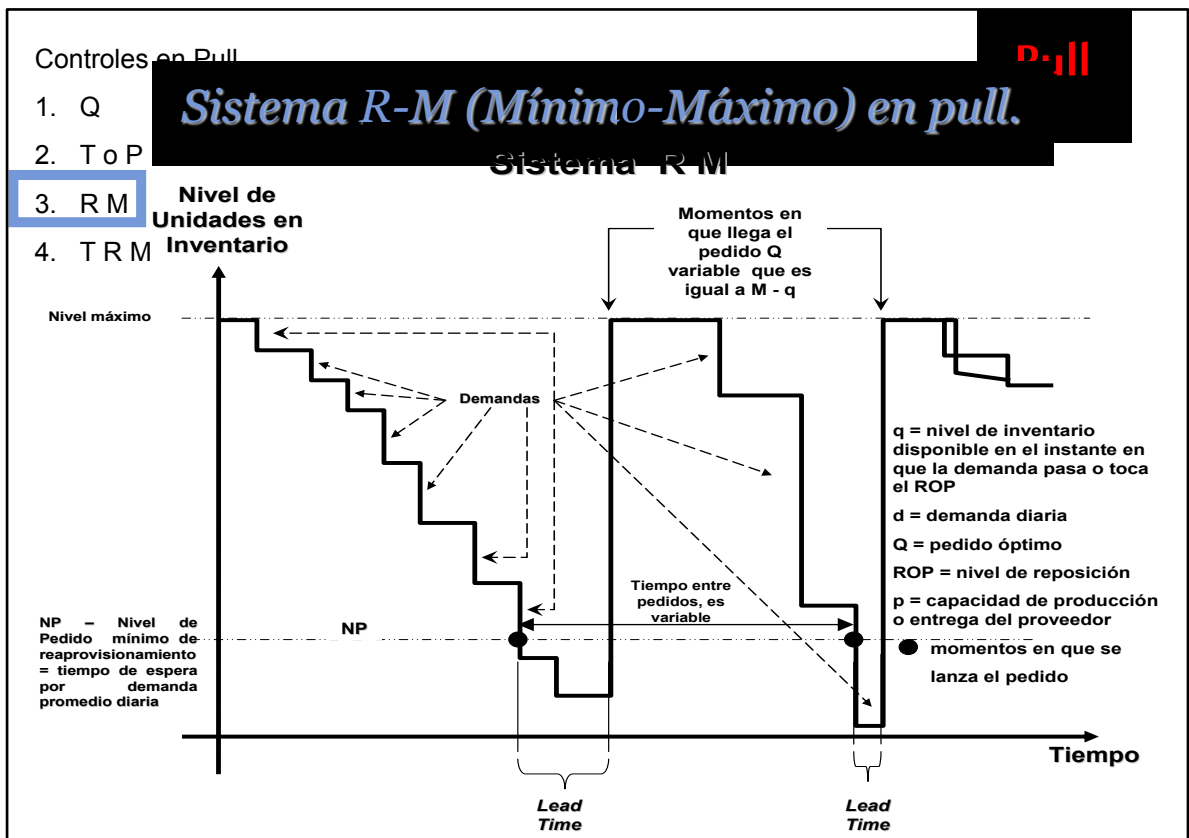 Controles en Pull
Pull
1. Q
Sistema R-M (Mínimo-Máximo) en pull.
2. T o P
Sistema R M
3. R M
4. T R M
Nivel de
Unidades en
Inventario
Momentos en
que llega el
pedido Q
variable que es
igual a M - q
Nivel máximo
Demandas
q = nivel de inventario
disponible en el instante en
que la demanda pasa o toca
el ROP
d = demanda diaria
Q = pedido óptimo
ROP = nivel de reposición
p = capacidad de producción
o entrega del proveedor
momentos en que se
lanza el pedido
Tiempo entre
pedidos, es
variable
NP – Nivel de
Pedido mínimo de
reaprovisionamiento
= tiempo de espera
por demanda
promedio diaria
NP
Tiempo
Lead
Time
Lead
Time